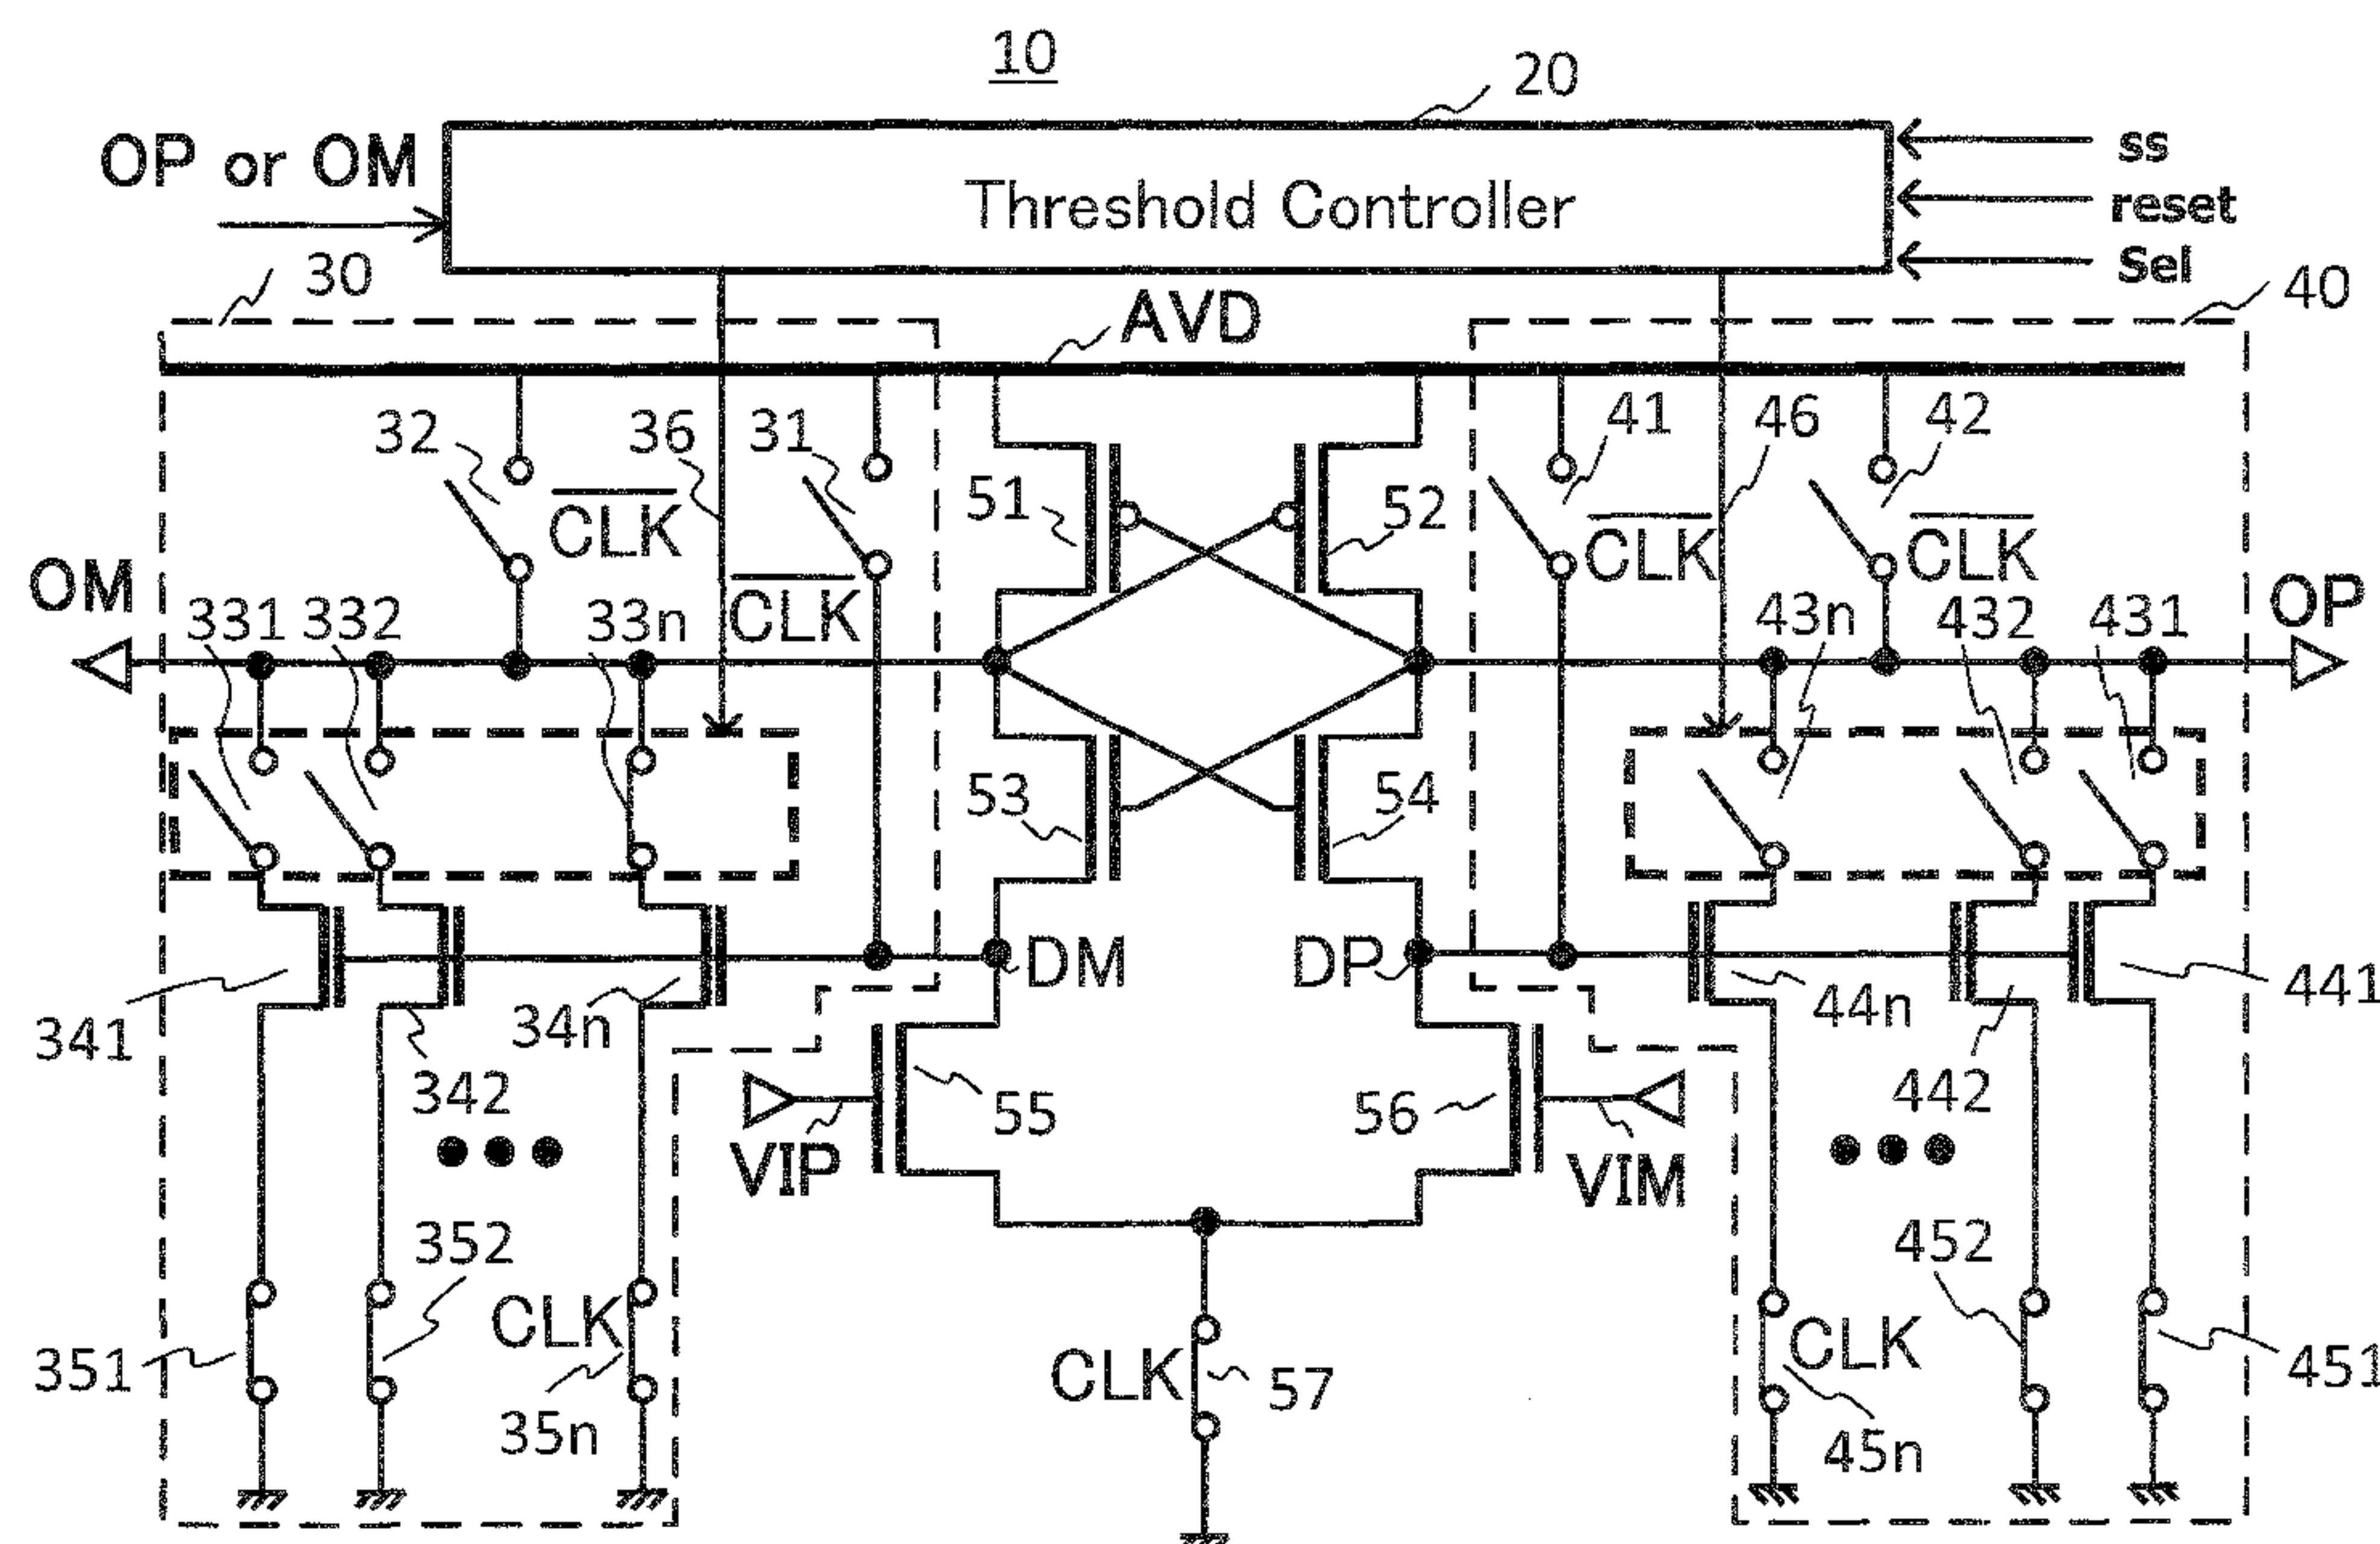 10
20
OP or OM
Threshold Controller
ss
reset
Sel
30
AVD
40
32
36
31
51
52
41
46
42
CLK
CLK
CLK
CLK
OM
331
332
33n
43n
432
431
OP
53
54
DM
DP
341
342
34n
44n
442
441
VIP
55
56
VIM
351
352
CLK
35n
CLK
57
CLK
45n
452
451